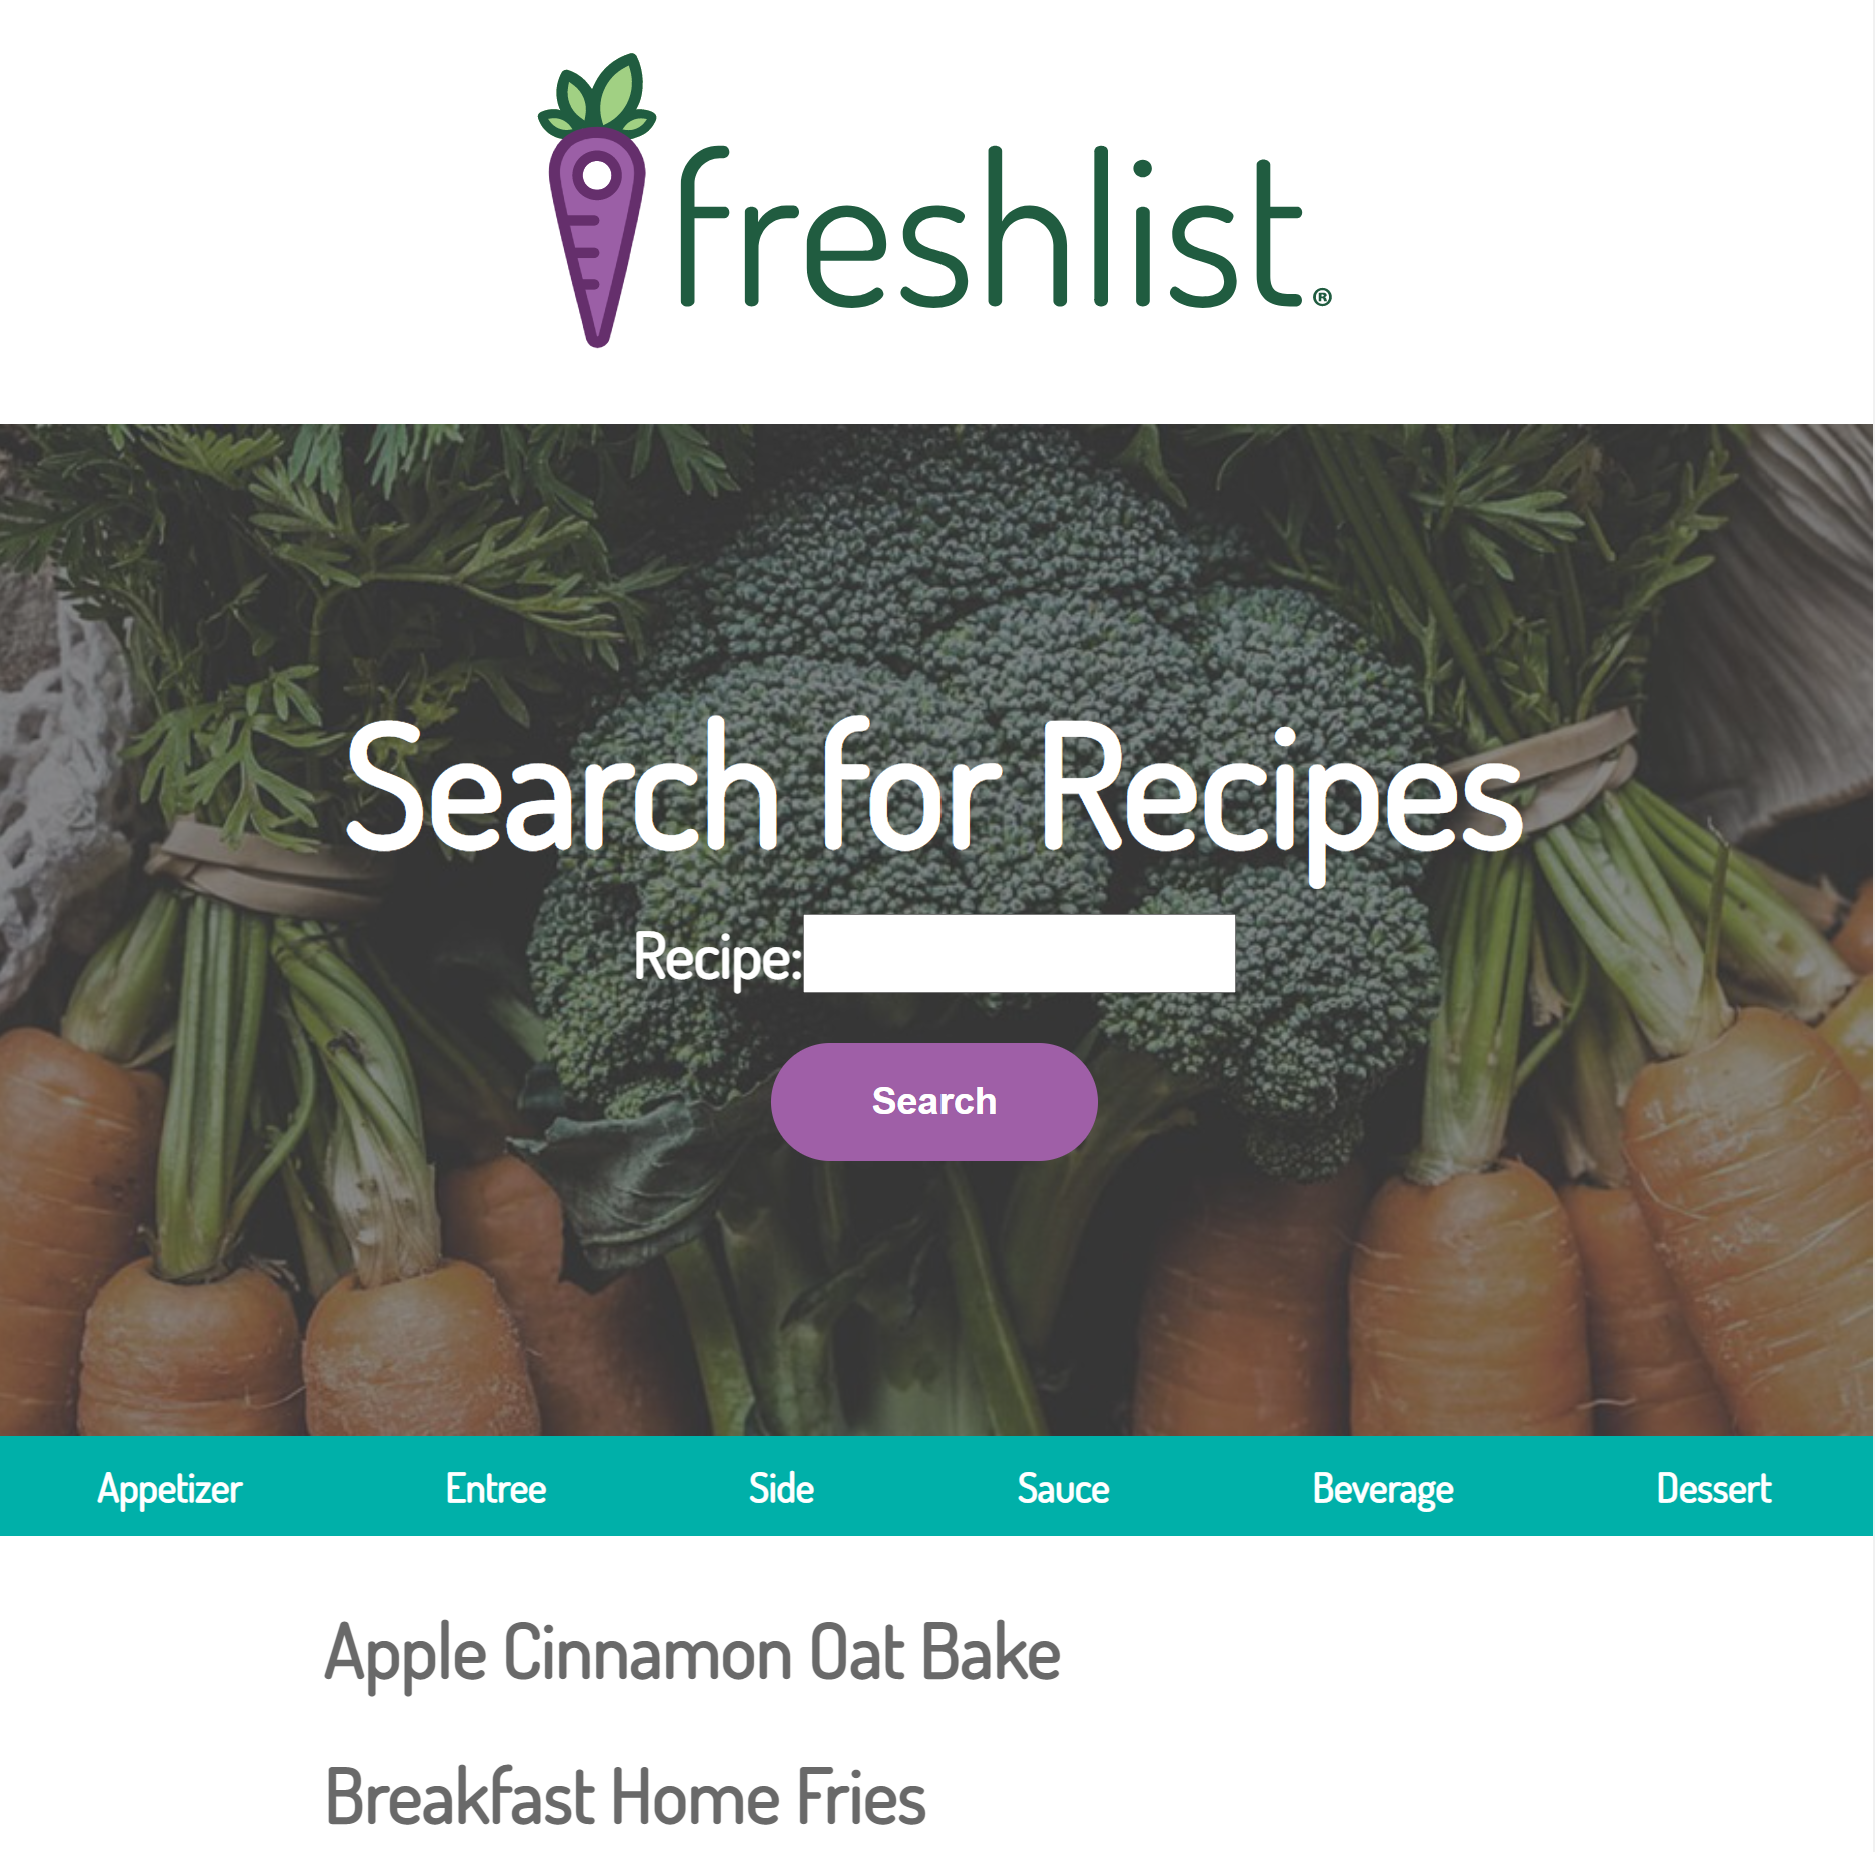 freshlist®
Search for Recipes
Recipe:
Search
Appetizer Entree Side Sauce Beverage Dessert
Apple Cinnamon Oat Bake
Breakfast Home Fries